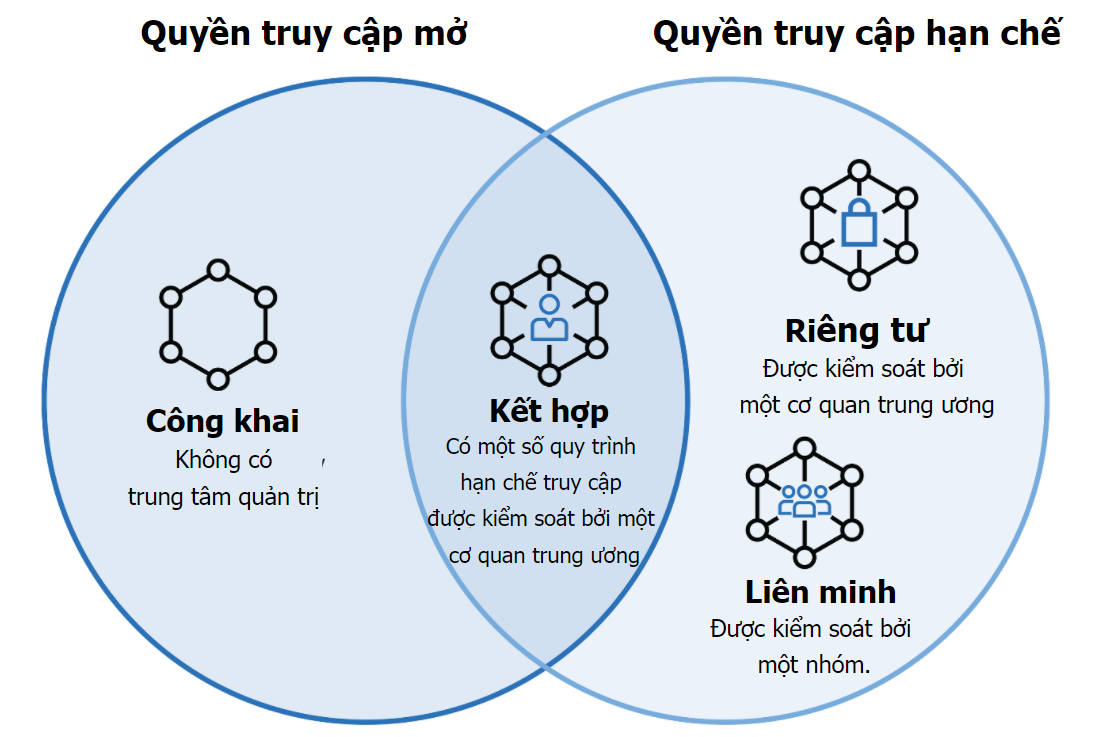 Quyền truy cập mở
Quyền truy cập hạn chế
Công khai
Không có
trung tâm quản trị
Kết hợp
Có một số quy trình
hạn chế truy cập
được kiểm soát bởi một
cơ quan trung ương
Riêng tư
Được kiểm soát bởi
một cơ quan trung ương
Liên minh
Được kiểm soát bởi
một nhóm.